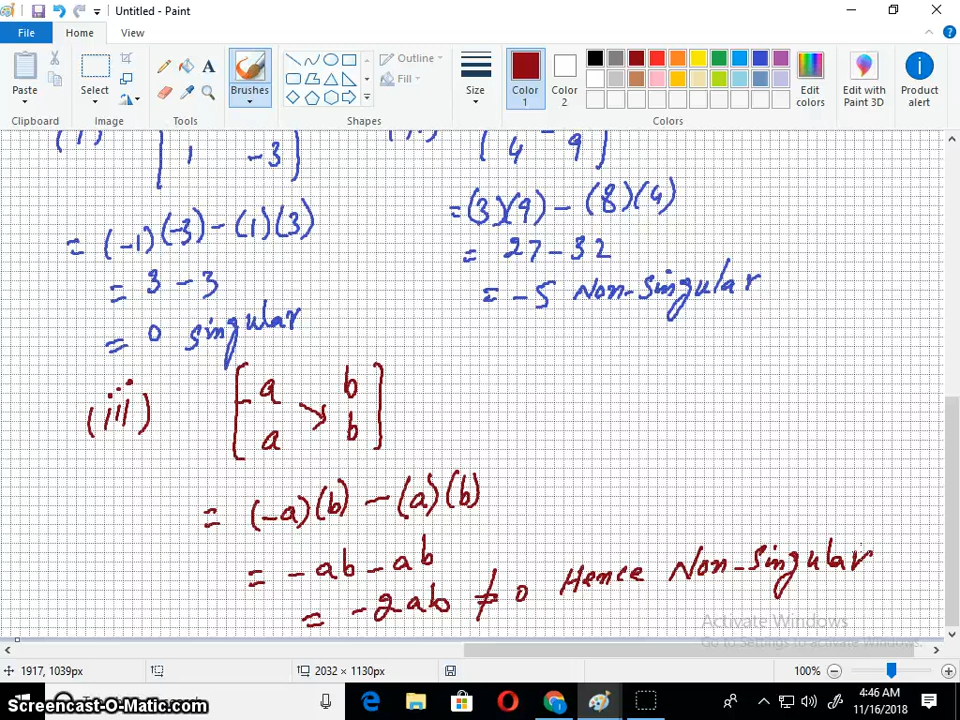 Untitled - Paint
File Home View
Paste Select Brushes Outline Fill Size Color 1 Color 2 Edit colors Edit with Paint 3D Product alert
Clipboard Image Tools Shapes Colors
1 -3
4 9
= (-1)(-3) - (1)(3)
= 3 - 3
= 0 singular
= (3)(9) - (8)(4)
= 27 - 32
= -5 Non-singular
(iii) [ -a b
a b ]
= (-a)(b) - (a)(b)
= -ab - ab
= -2ab ≠ 0 Hence Non-Singular
Activate Windows
Go to Settings to activate Windows.
1917, 1039px 2032 × 1130px 100%
Screencast-O-Matic.com
4:46 AM
11/16/2018